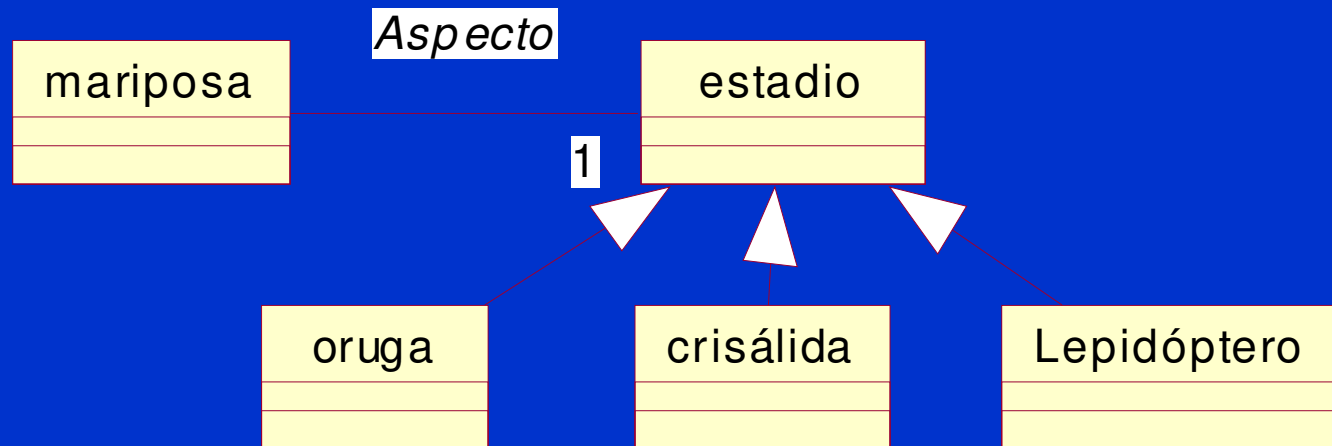 Aspecto
mariposa
estadio
1
oruga
crisálida
Lepidóptero